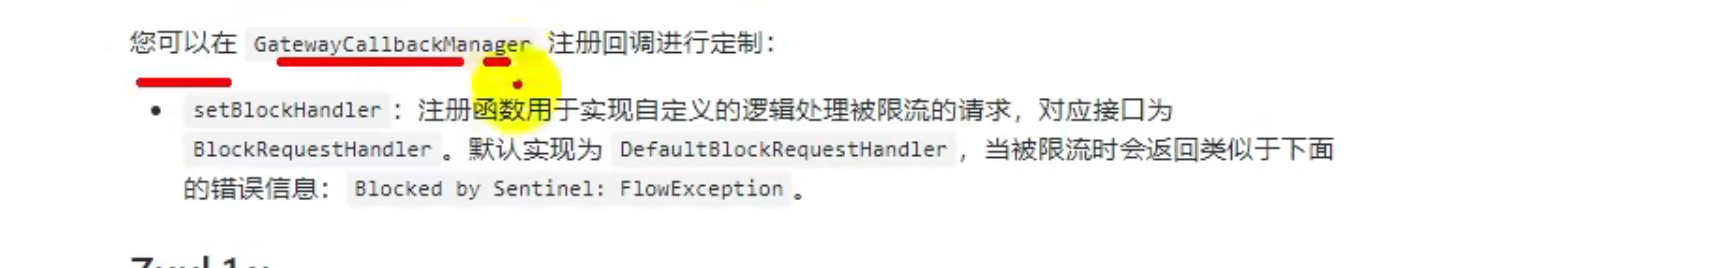 您可以在 GatewayCallbackManager 注册回调进行定制：
• setBlockHandler ：注册函数用于实现自定义的逻辑处理被限流的请求，对应接口为
BlockRequestHandler 。默认实现为 DefaultBlockRequestHandler ，当被限流时会返回类似于下面
的错误信息： Blocked by Sentinel: FlowException 。